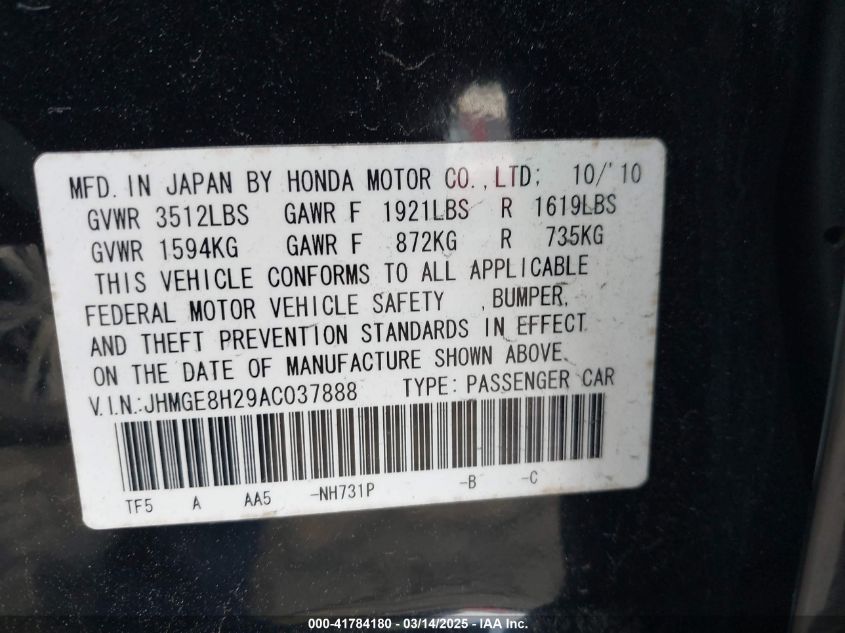 MFD. IN JAPAN BY HONDA MOTOR CO., LTD; 10/'10
GVWR 3512LBS GAWR F 1921LBS R 1619LBS
GVWR 1594KG GAWR F 872KG R 735KG
THIS VEHICLE CONFORMS TO ALL APPLICABLE
FEDERAL MOTOR VEHICLE SAFETY , BUMPER,
AND THEFT PREVENTION STANDARDS IN EFFECT
ON THE DATE OF MANUFACTURE SHOWN ABOVE.
V.I.N.:JHMGE8H29AC037888 TYPE: PASSENGER CAR
TF5 A AA5 -NH731P -B -C
000-41784180 - 03/14/2025 - IAA Inc.